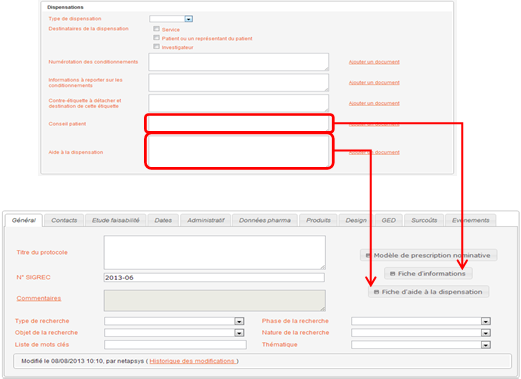 Dispensations
Type de dispensation
Destinataires de la dispensation
Service
Patient ou un représentant du patient
Investigateur
Numérotation des conditionnements
Ajouter un document
Informations à reporter sur les
conditionnements
Ajouter un document
Contre-étiquette à détacher et
destination de cette étiquette
Ajouter un document
Conseil patient
Ajouter un document
Aide à la dispensation
Ajouter un document
Général Contacts Etude faisabilité Dates Administratif Données pharma Produits Design GED Surcoûts Evénements
Titre du protocole
Modèle de prescription nominative
N° SIGREC
2013-06
Fiche d'informations
Commentaires
Fiche d'aide à la dispensation
Type de recherche
Phase de la recherche
Objet de la recherche
Nature de la recherche
Liste de mots clés
Thématique
Modifié le 08/08/2013 10:10, par netapsys ( Historique des modifications )